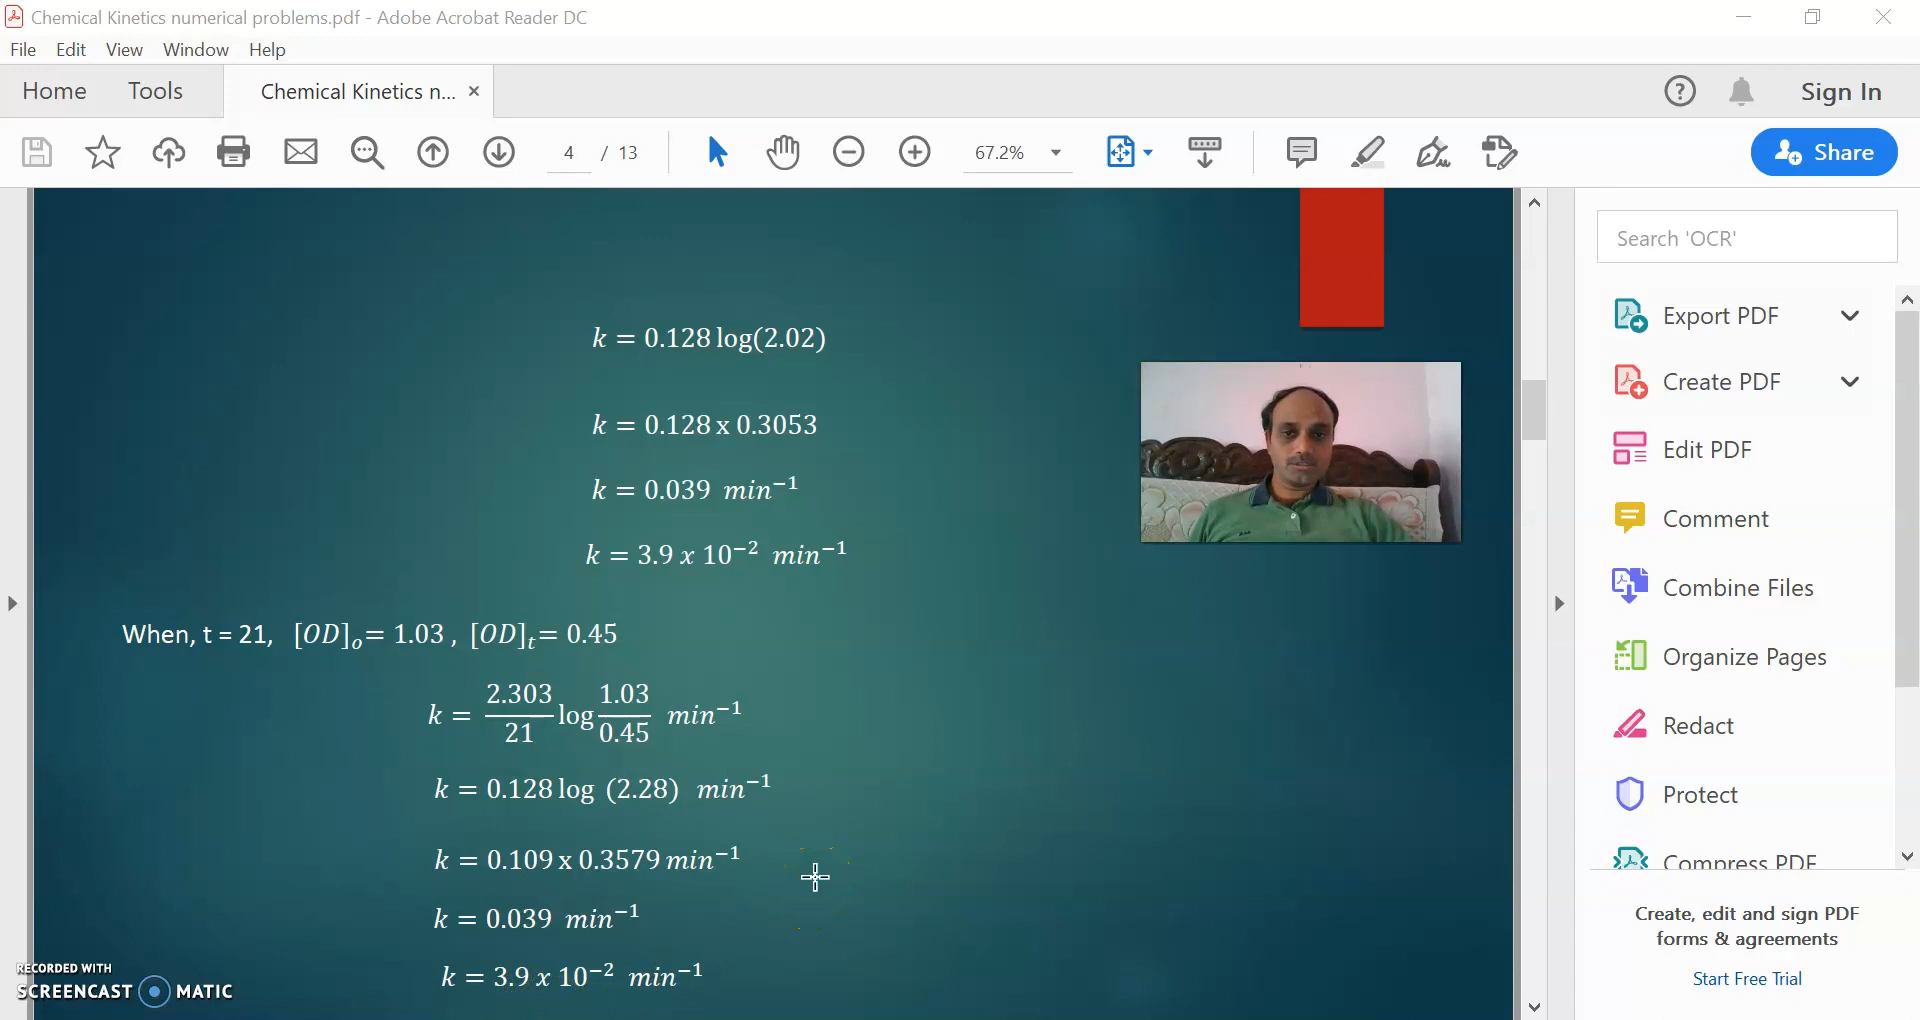 Chemical Kinetics numerical problems.pdf - Adobe Acrobat Reader DC
File Edit View Window Help
Home Tools Chemical Kinetics n... × Sign In
4 / 13 67.2% Share
Search 'OCR'
Export PDF
Create PDF
Edit PDF
Comment
Combine Files
Organize Pages
Redact
Protect
Compress PDF
Create, edit and sign PDF
forms & agreements
Start Free Trial
k = 0.128 log(2.02)
k = 0.128 x 0.3053
k = 0.039 min⁻¹
k = 3.9 x 10⁻² min⁻¹
When, t = 21, [OD]ₒ= 1.03 , [OD]ₜ= 0.45
k = 2.303/21 log 1.03/0.45 min⁻¹
k = 0.128 log (2.28) min⁻¹
k = 0.109 x 0.3579 min⁻¹
k = 0.039 min⁻¹
k = 3.9 x 10⁻² min⁻¹
RECORDED WITH
SCREENCAST MATIC